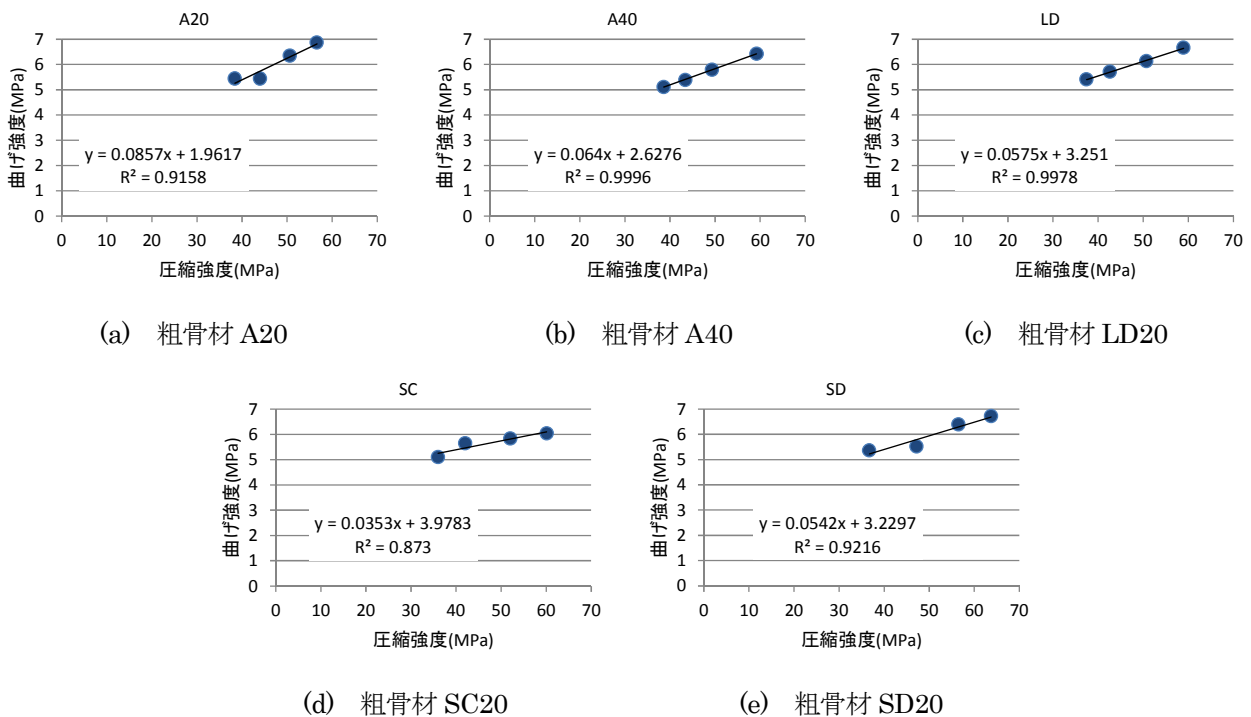 A20
7
6
5
4
3
2
1
0
曲げ強度(MPa)
y = 0.0857x + 1.9617
R² = 0.9158
0 10 20 30 40 50 60 70
圧縮強度(MPa)
(a) 粗骨材 A20
A40
7
6
5
4
3
2
1
0
曲げ強度(MPa)
y = 0.064x + 2.6276
R² = 0.9996
0 10 20 30 40 50 60 70
圧縮強度(MPa)
(b) 粗骨材 A40
LD
7
6
5
4
3
2
1
0
曲げ強度(MPa)
y = 0.0575x + 3.251
R² = 0.9978
0 10 20 30 40 50 60 70
圧縮強度(MPa)
(c) 粗骨材 LD20
SC
7
6
5
4
3
2
1
0
曲げ強度(MPa)
y = 0.0353x + 3.9783
R² = 0.873
0 10 20 30 40 50 60 70
圧縮強度(MPa)
(d) 粗骨材 SC20
SD
7
6
5
4
3
2
1
0
曲げ強度(MPa)
y = 0.0542x + 3.2297
R² = 0.9216
0 10 20 30 40 50 60 70
圧縮強度(MPa)
(e) 粗骨材 SD20